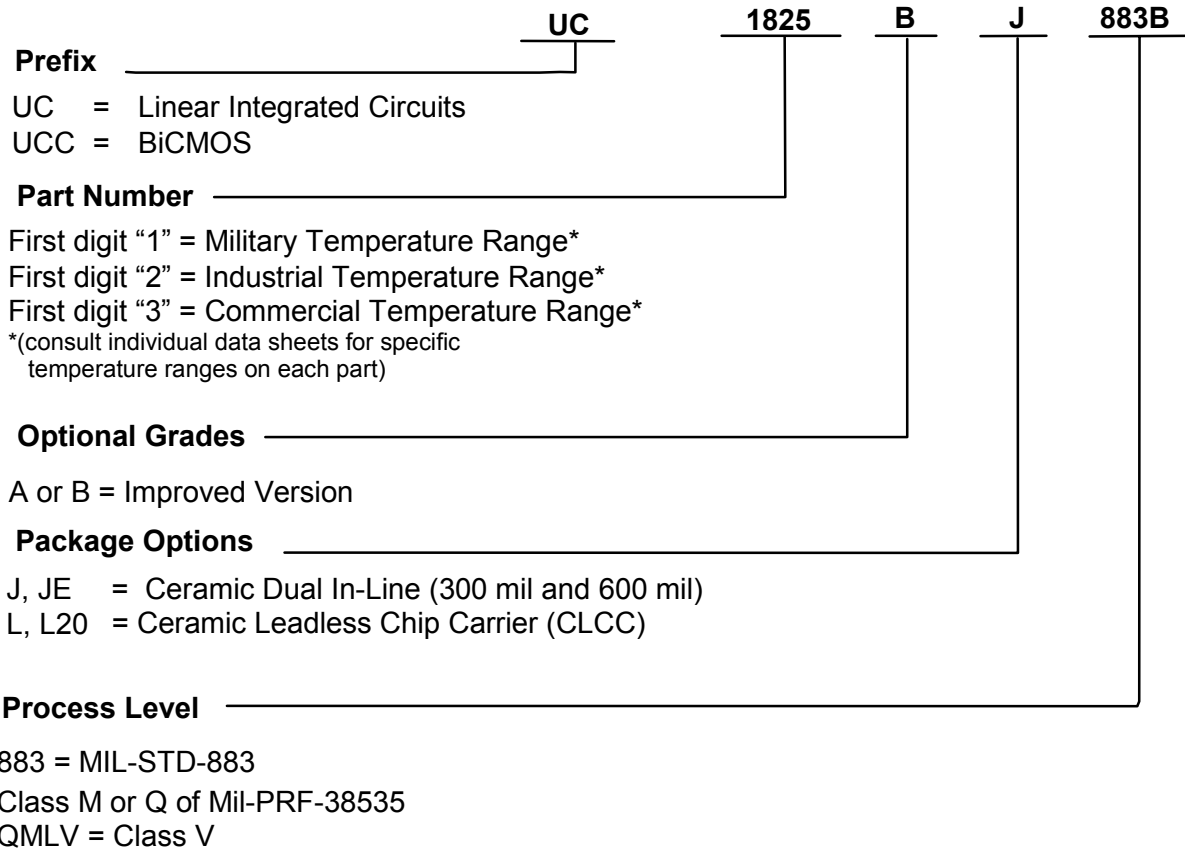 UC 1825 B J 883B
Prefix
UC = Linear Integrated Circuits
UCC = BiCMOS
Part Number
First digit “1” = Military Temperature Range*
First digit “2” = Industrial Temperature Range*
First digit “3” = Commercial Temperature Range*
*(consult individual data sheets for specific
temperature ranges on each part)
Optional Grades
A or B = Improved Version
Package Options
J, JE = Ceramic Dual In-Line (300 mil and 600 mil)
L, L20 = Ceramic Leadless Chip Carrier (CLCC)
Process Level
883 = MIL-STD-883
Class M or Q of Mil-PRF-38535
QMLV = Class V